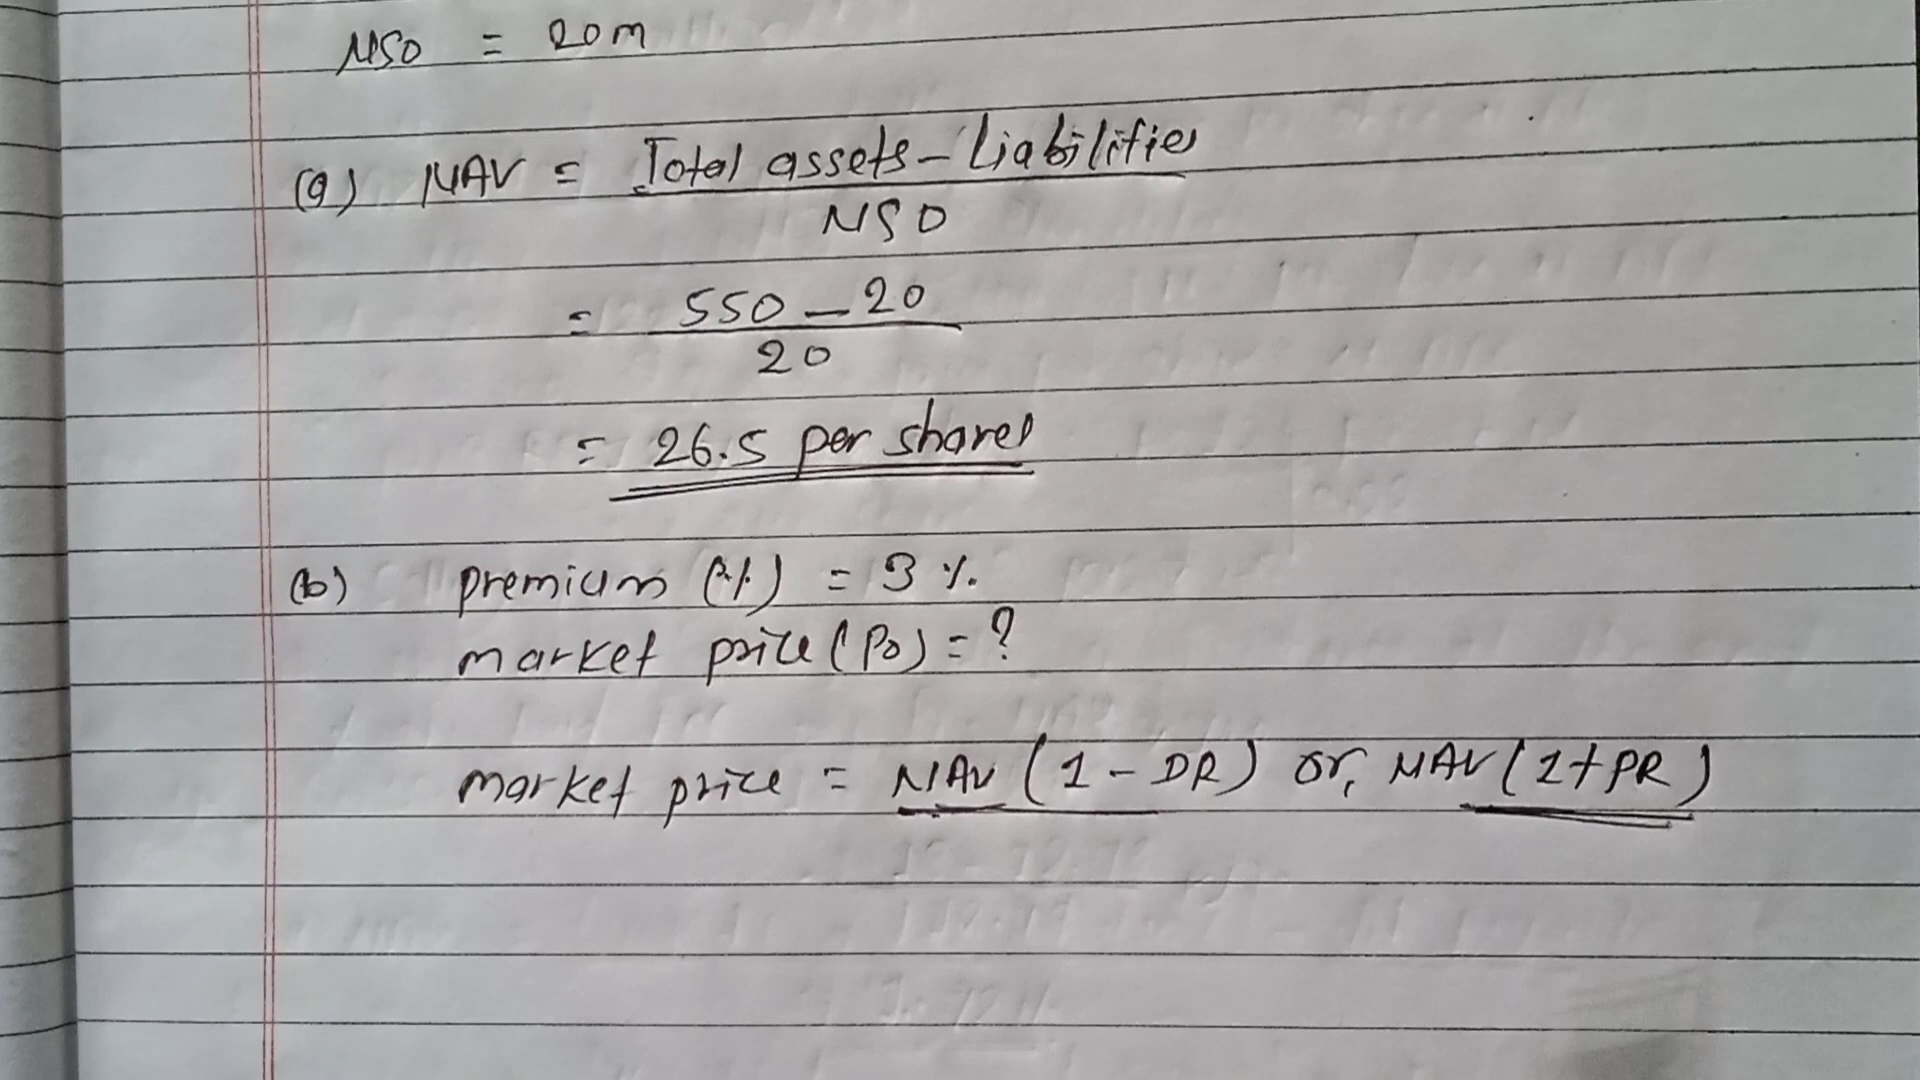 NSO = 20m
(a) NAV = Total assets - Liabilities
NSO
= 550 - 20
20
= 26.5 per shares
(b) premium (%) = 3 %.
market price (P0) = ?
market price = NAV (1 - DR) or, NAV (1 + PR)